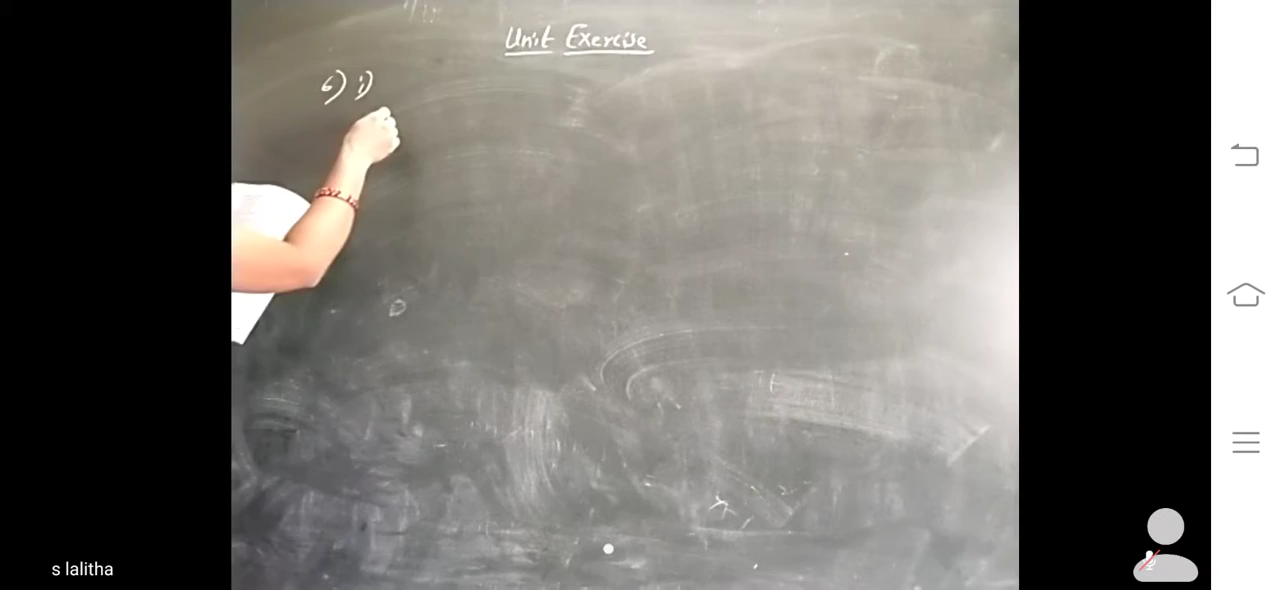 Unit Exercise
6) i)
s lalitha